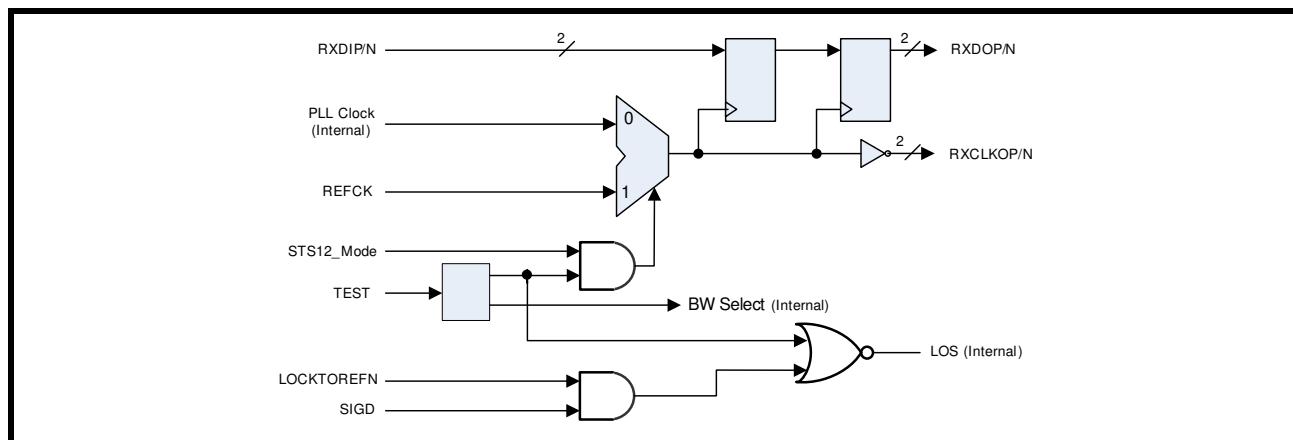 RXDIP/N
2
2
RXDOP/N
PLL Clock
(Internal)
0
2
RXCLKOP/N
REFCK
1
STS12_Mode
TEST
BW Select (Internal)
LOS (Internal)
LOCKTOREFN
SIGD